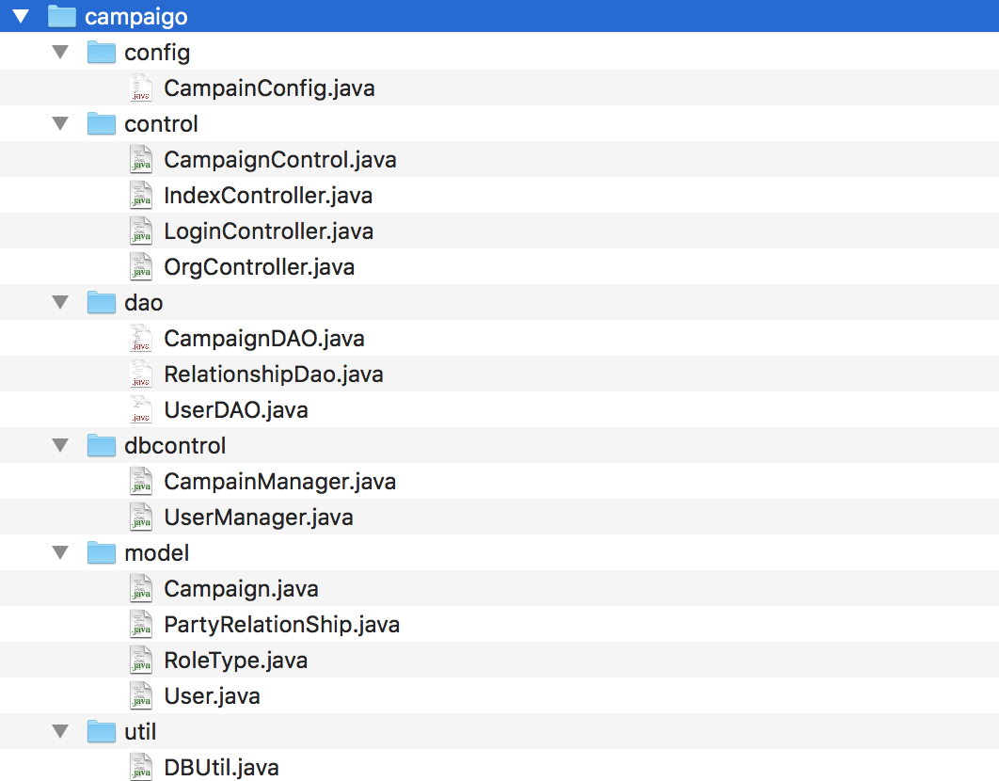 campaigo
config
CampainConfig.java
control
CampaignControl.java
IndexController.java
LoginController.java
OrgController.java
dao
CampaignDAO.java
RelationshipDao.java
UserDAO.java
dbcontrol
CampainManager.java
UserManager.java
model
Campaign.java
PartyRelationShip.java
RoleType.java
User.java
util
DBUtil.java